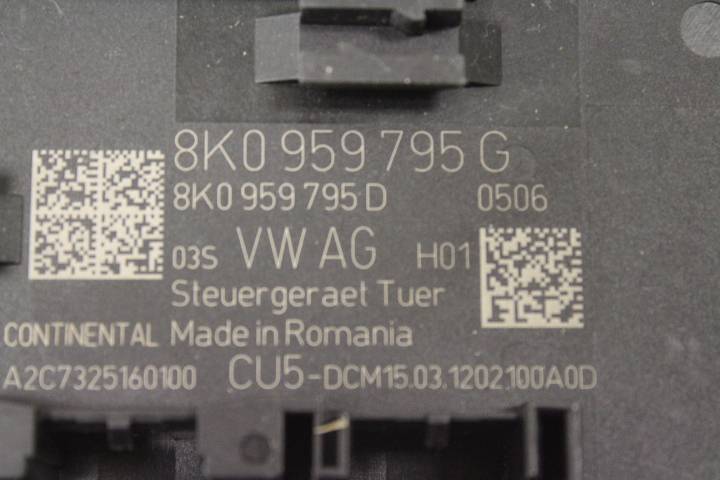 8K0 959 795 G
8K0 959 795 D 0506
03S VW AG H01
Steuergeraet Tuer
CONTINENTAL Made in Romania
A2C7325160100 CU5-DCM15.03.1202100A0D